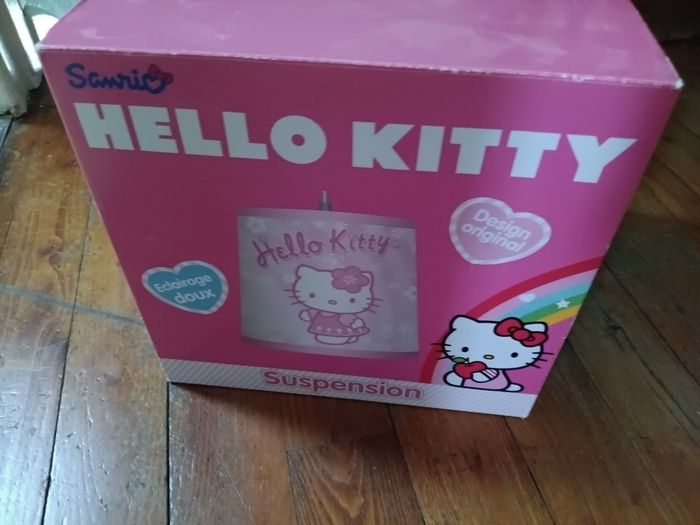 Sanrio
HELLO KITTY
Design
original
Hello Kitty
Eclairage
doux
Suspension